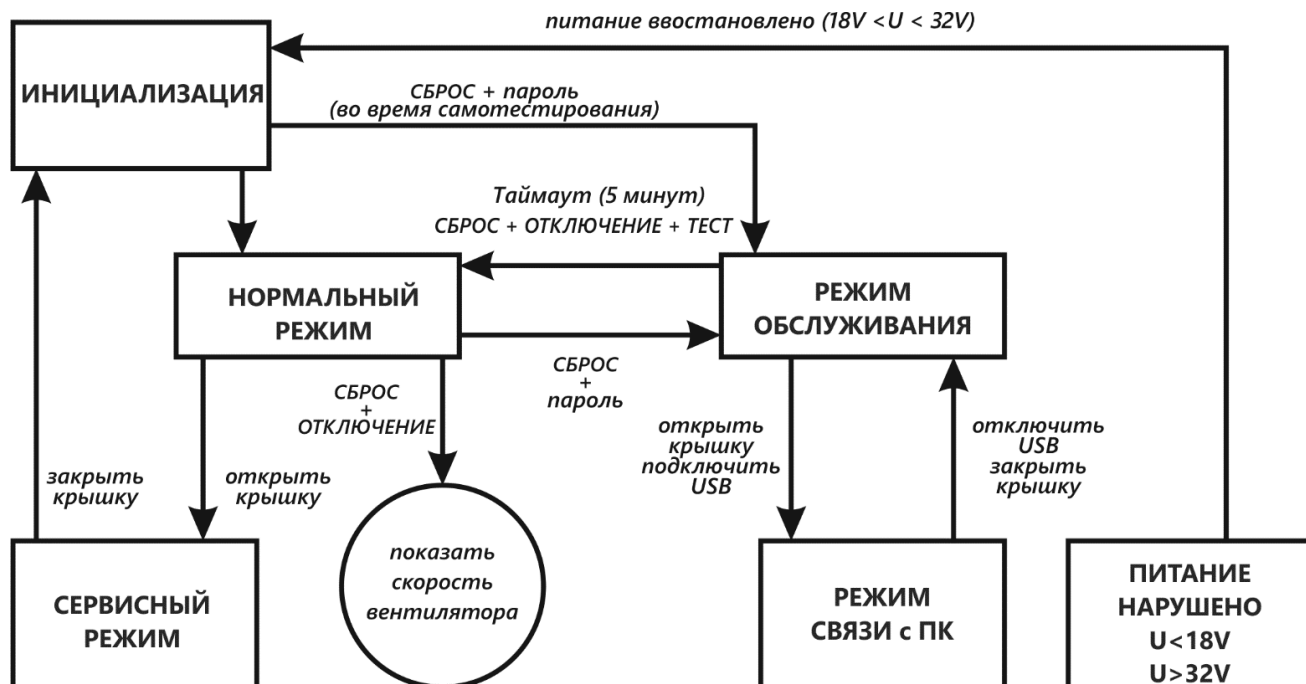 питание ввостановлено (18V <U < 32V)
ИНИЦИАЛИЗАЦИЯ
СБРОС + пароль
(во время самотестирования)
Таймаут (5 минут)
СБРОС + ОТКЛЮЧЕНИЕ + ТЕСТ
НОРМАЛЬНЫЙ
РЕЖИМ
РЕЖИМ
ОБСЛУЖИВАНИЯ
СБРОС
+
ОТКЛЮЧЕНИЕ
СБРОС
+
пароль
закрыть
крышку
открыть
крышку
открыть
крышку
подключить
USB
отключить
USB
закрыть
крышку
СЕРВИСНЫЙ
РЕЖИМ
показать
скорость
вентилятора
РЕЖИМ
СВЯЗИ с ПК
ПИТАНИЕ
НАРУШЕНО
U<18V
U>32V